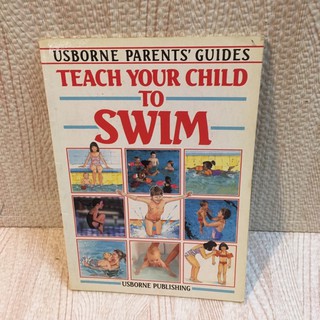 USBORNE PARENTS' GUIDES
TEACH YOUR CHILD
TO
SWIM
USBORNE PUBLISHING